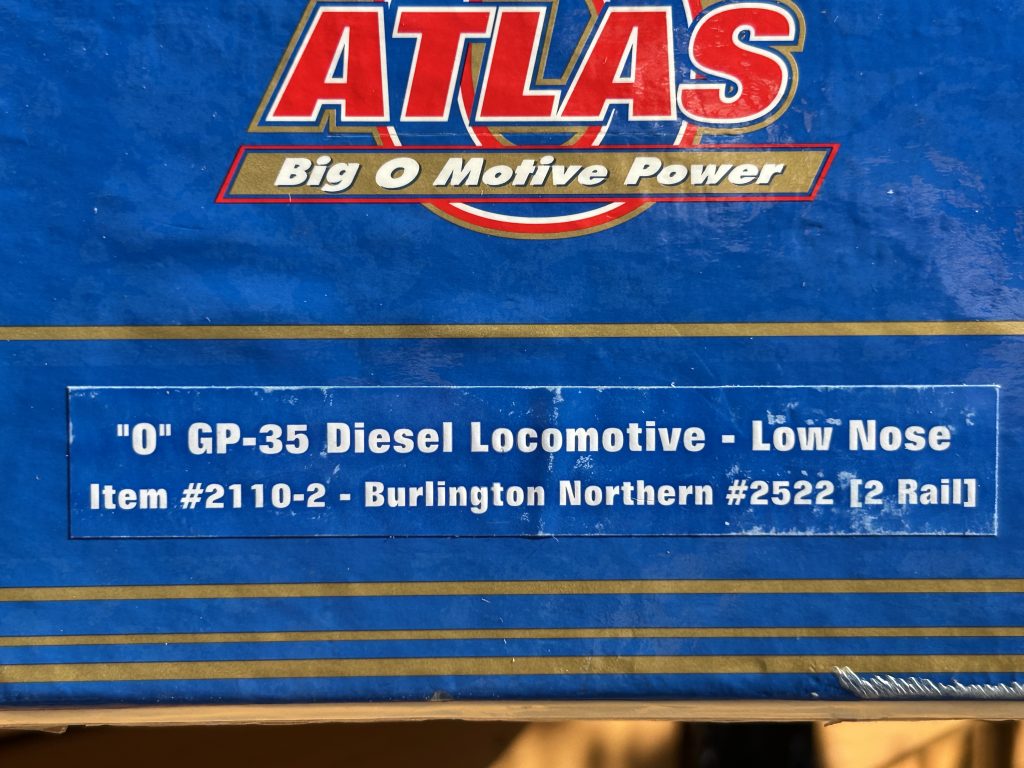 ATLAS
Big O Motive Power
"O" GP-35 Diesel Locomotive - Low Nose
Item #2110-2 - Burlington Northern #2522 [2 Rail]